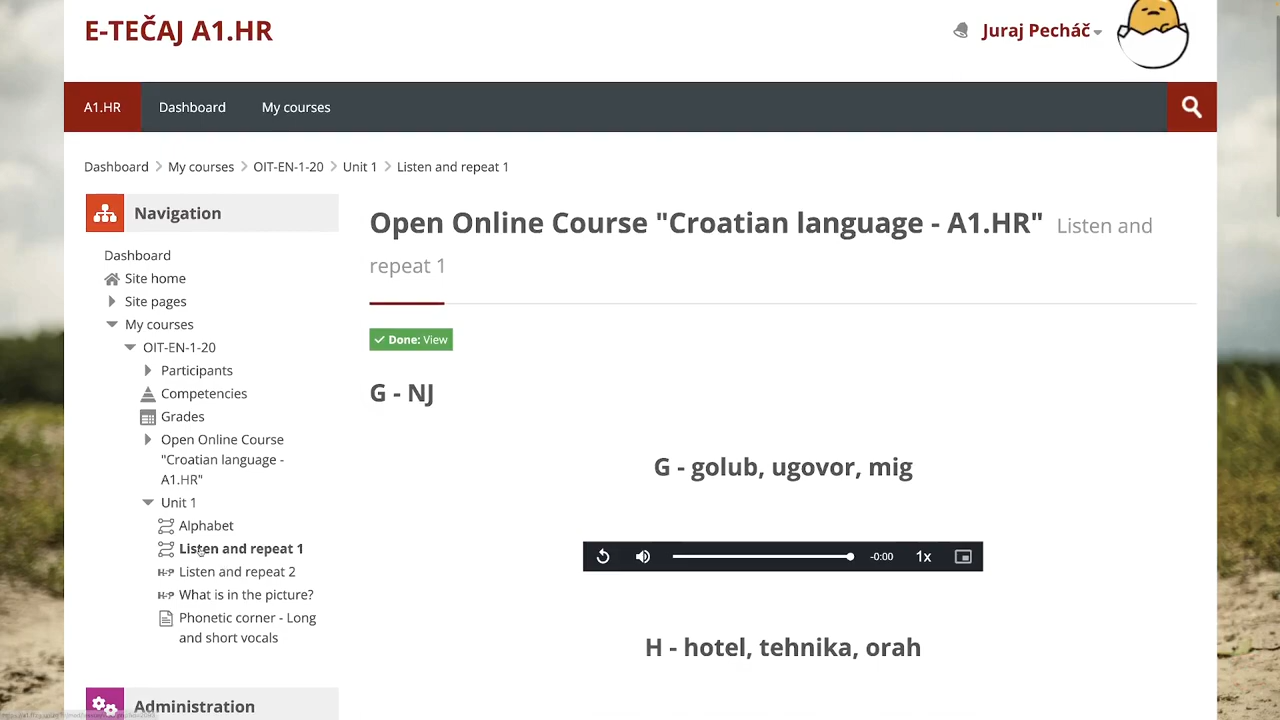 E-TEČAJ A1.HR
Juraj Pecháč
A1.HR
Dashboard
My courses
Dashboard
My courses
OIT-EN-1-20
Unit 1
Listen and repeat 1
Navigation
Dashboard
Site home
Site pages
My courses
OIT-EN-1-20
Participants
Competencies
Grades
Open Online Course
"Croatian language -
A1.HR"
Unit 1
Alphabet
Listen and repeat 1
H-P Listen and repeat 2
H-P What is in the picture?
Phonetic corner - Long
and short vocals
Administration
Open Online Course "Croatian language - A1.HR" Listen and
repeat 1
Done: View
G - NJ
G - golub, ugovor, mig
-0:00
1x
H - hotel, tehnika, orah